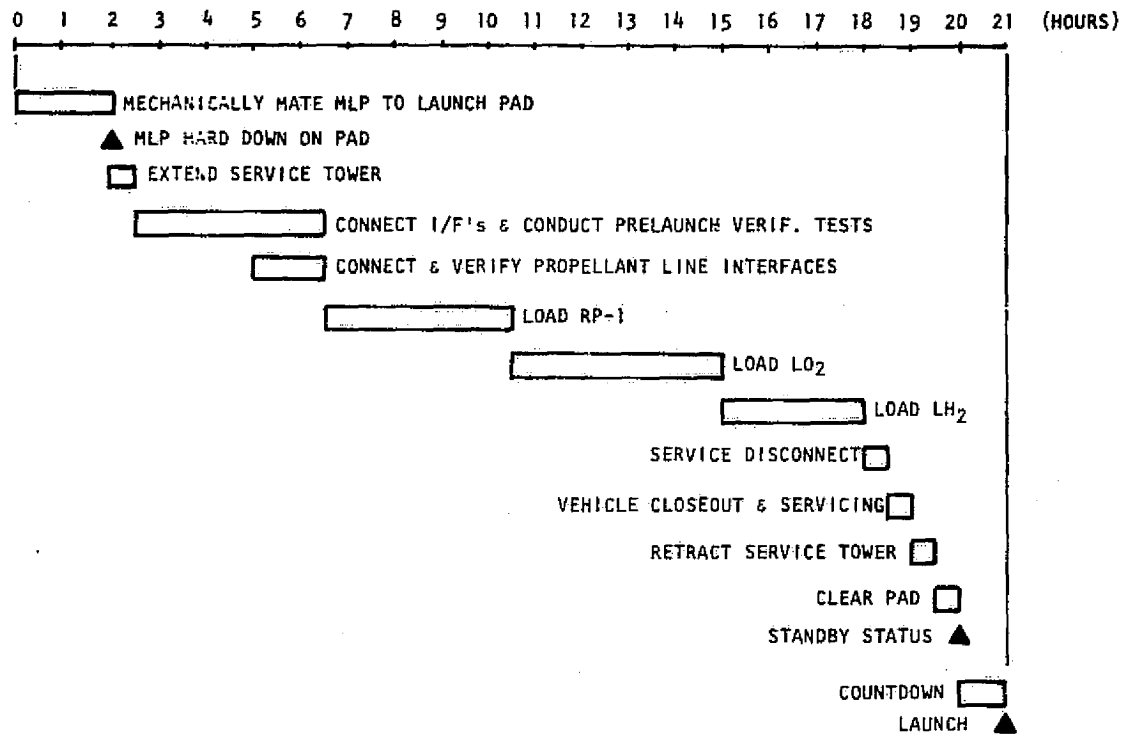 0 1 2 3 4 5 6 7 8 9 10 11 12 13 14 15 16 17 18 19 20 21 (HOURS)
MECHANICALLY MATE MLP TO LAUNCH PAD
MLP HARD DOWN ON PAD
EXTEND SERVICE TOWER
CONNECT I/F's & CONDUCT PRELAUNCH VERIF. TESTS
CONNECT & VERIFY PROPELLANT LINE INTERFACES
LOAD RP-1
LOAD LO2
LOAD LH2
SERVICE DISCONNECT
VEHICLE CLOSEOUT & SERVICING
RETRACT SERVICE TOWER
CLEAR PAD
STANDBY STATUS
COUNTDOWN
LAUNCH